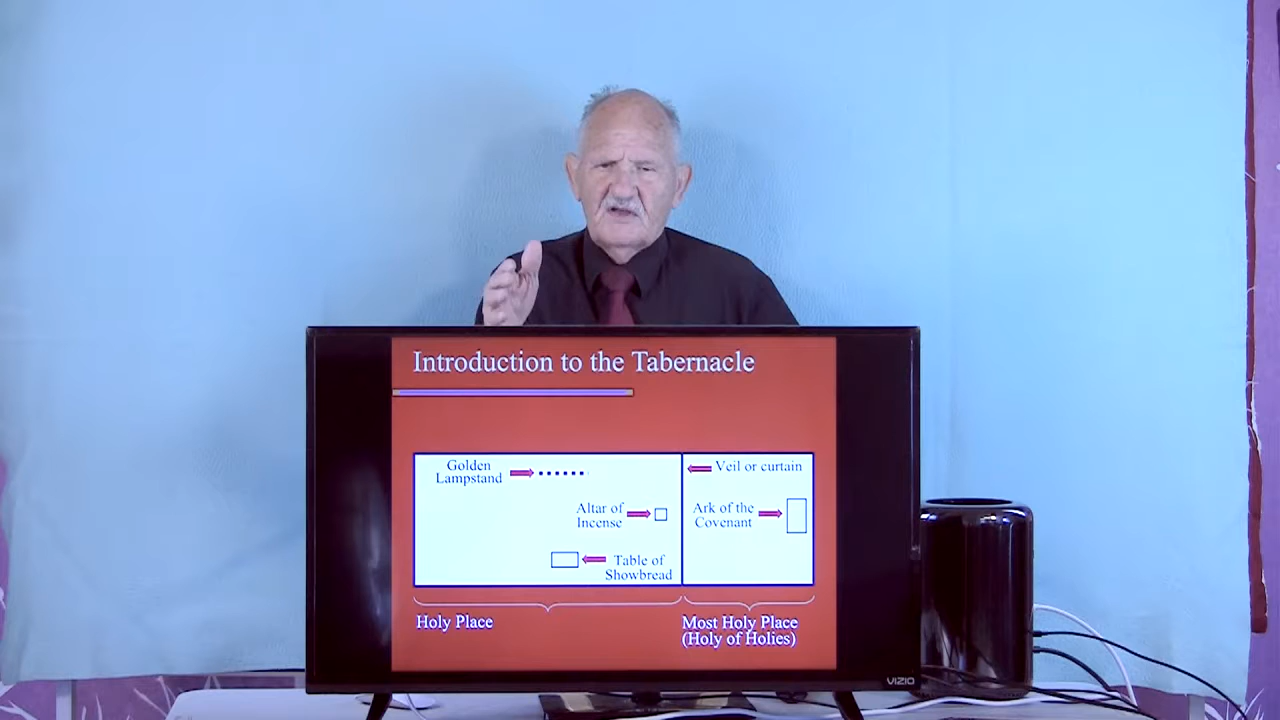 Introduction to the Tabernacle
Golden
Lampstand
Veil or curtain
Altar of
Incense
Ark of the
Covenant
Table of
Showbread
Holy Place
Most Holy Place
(Holy of Holies)
VIZIO